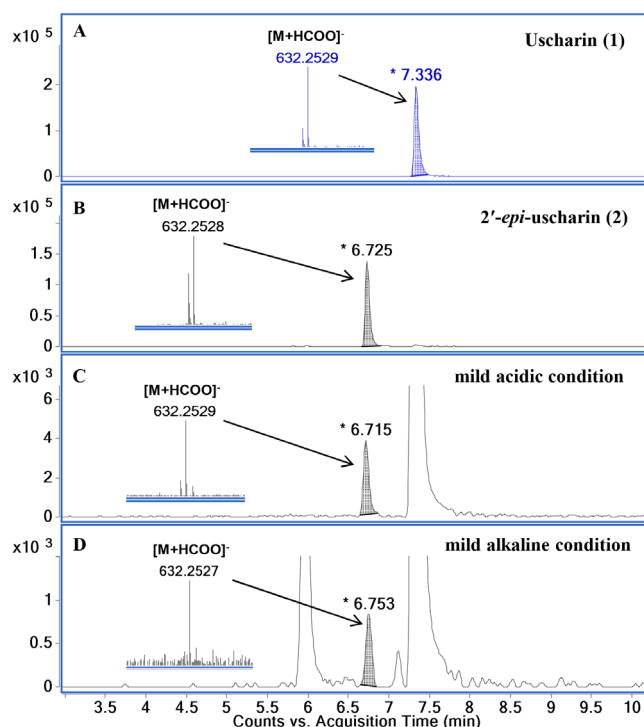 A
x10 5
[M+HCOO]-
632.2529
* 7.336
Uscharin (1)
2
1
0
B
x10 5
[M+HCOO]-
632.2528
* 6.725
2′-epi-uscharin (2)
1.5
1
0.5
0
C
x10 3
[M+HCOO]-
632.2529
* 6.715
mild acidic condition
6
4
2
0
D
x10 3
[M+HCOO]-
632.2527
* 6.753
mild alkaline condition
1
0.5
0
3.5 4 4.5 5 5.5 6 6.5 7 7.5 8 8.5 9 9.5 10
Counts vs. Acquisition Time (min)